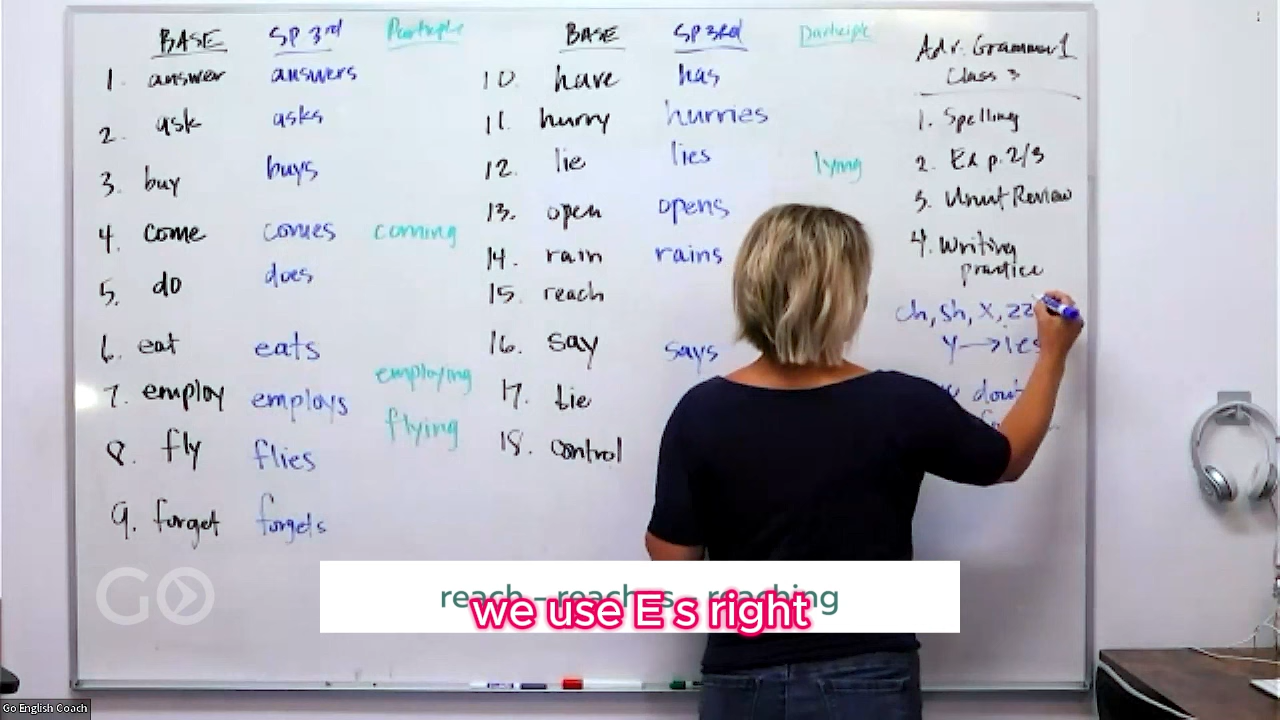 BASE SP 3rd Participle
1. answer answers
2. ask asks
3. buy buys
4. come comes coming
5. do does
6. eat eats
7. employ employs employing
8. fly flies flying
9. forget forgets
BASE SP 3rd Participle
10. have has
11. hurry hurries
12. lie lies lying
13. open opens
14. rain rains
15. reach
16. say says
17. tie
18. control
Adv. Grammar 1
Class 3
1. Spelling
2. Ex p. 2/3
3. Unit Review
4. Writing
practice
ch, sh, x, zz
y → ies
don't
reach – reaches – reaching
we use E s right
GO
Go English Coach